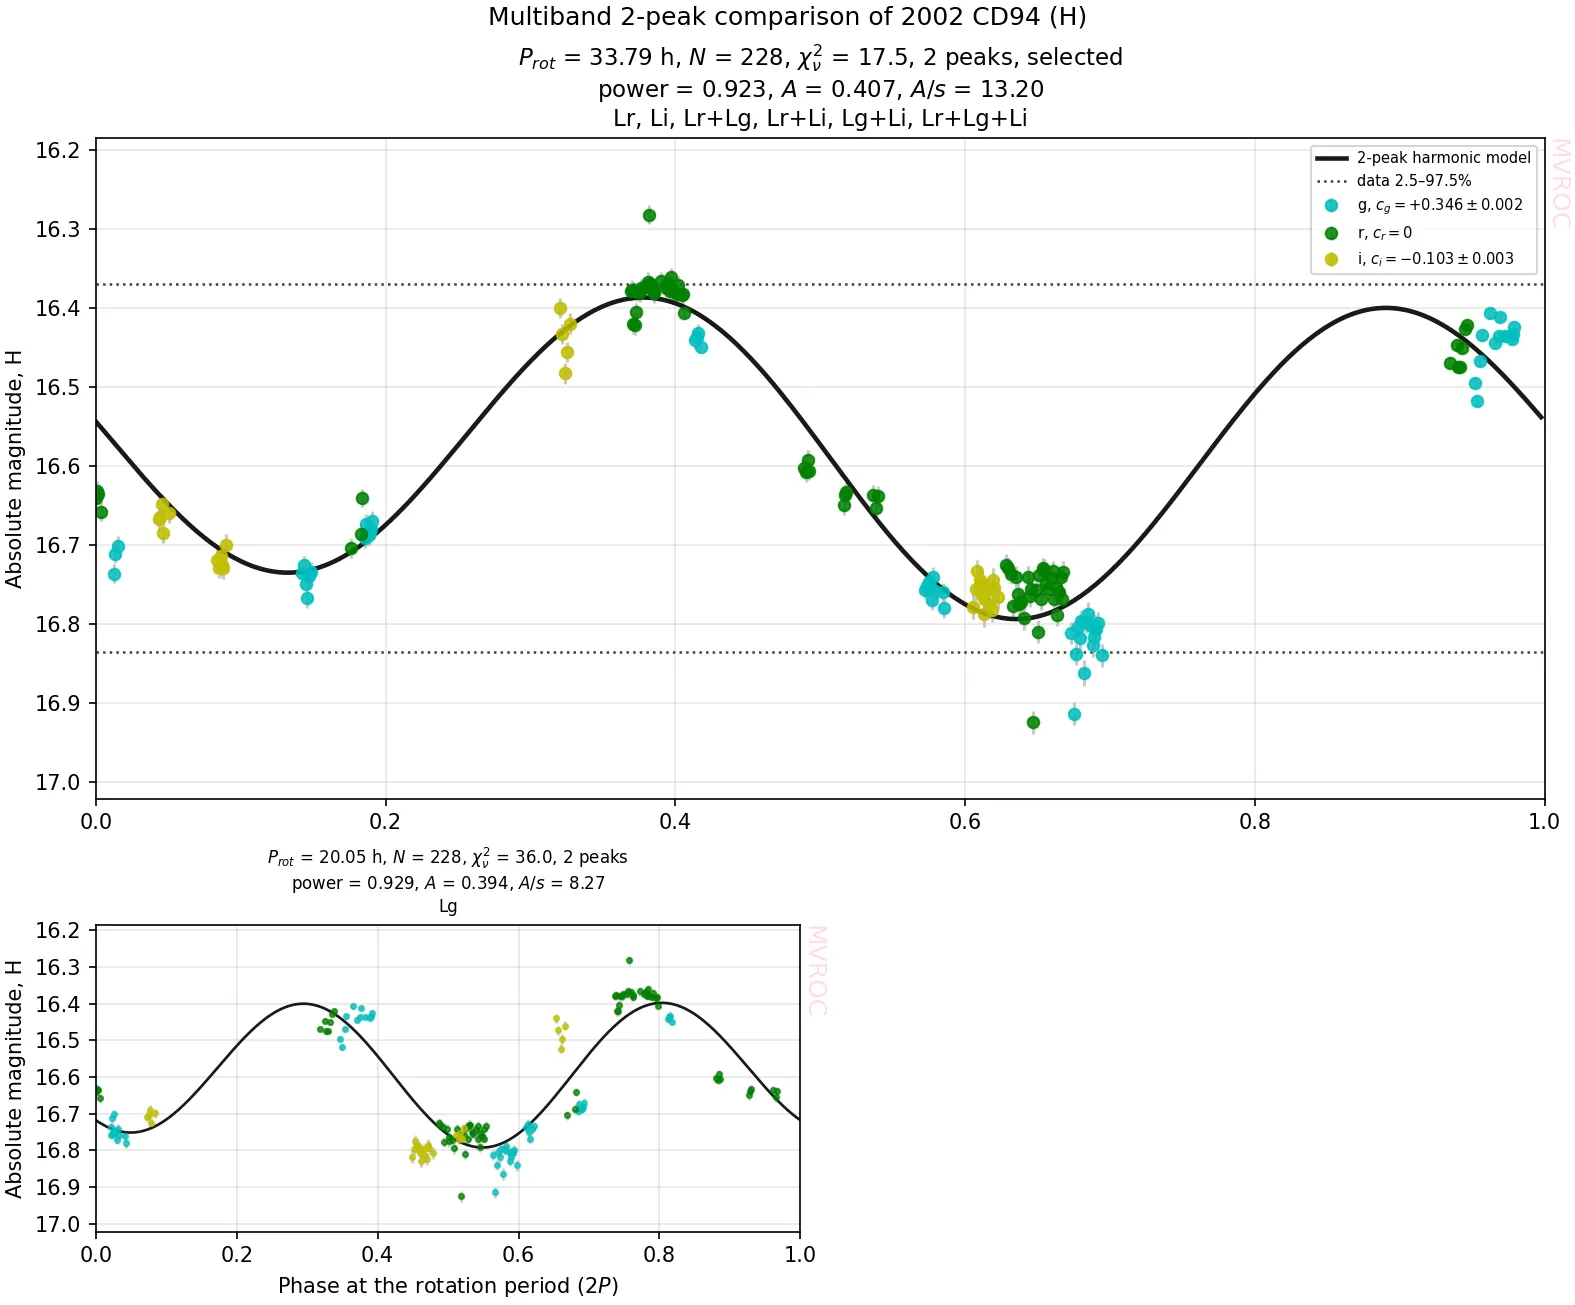 Multiband 2-peak comparison of 2002 CD94 (H)
P_rot = 33.79 h, N = 228, χ²_ν = 17.5, 2 peaks, selected
power = 0.923, A = 0.407, A/s = 13.20
Lr, Li, Lr+Lg, Lr+Li, Lg+Li, Lr+Lg+Li
2-peak harmonic model
data 2.5–97.5%
g, c_g = +0.346 ± 0.002
r, c_r = 0
i, c_i = −0.103 ± 0.003
MVROC
Absolute magnitude, H
16.2
16.3
16.4
16.5
16.6
16.7
16.8
16.9
17.0
0.0 0.2 0.4 0.6 0.8 1.0
P_rot = 20.05 h, N = 228, χ²_ν = 36.0, 2 peaks
power = 0.929, A = 0.394, A/s = 8.27
Lg
MVROC
Absolute magnitude, H
16.2
16.3
16.4
16.5
16.6
16.7
16.8
16.9
17.0
0.0 0.2 0.4 0.6 0.8 1.0
Phase at the rotation period (2P)